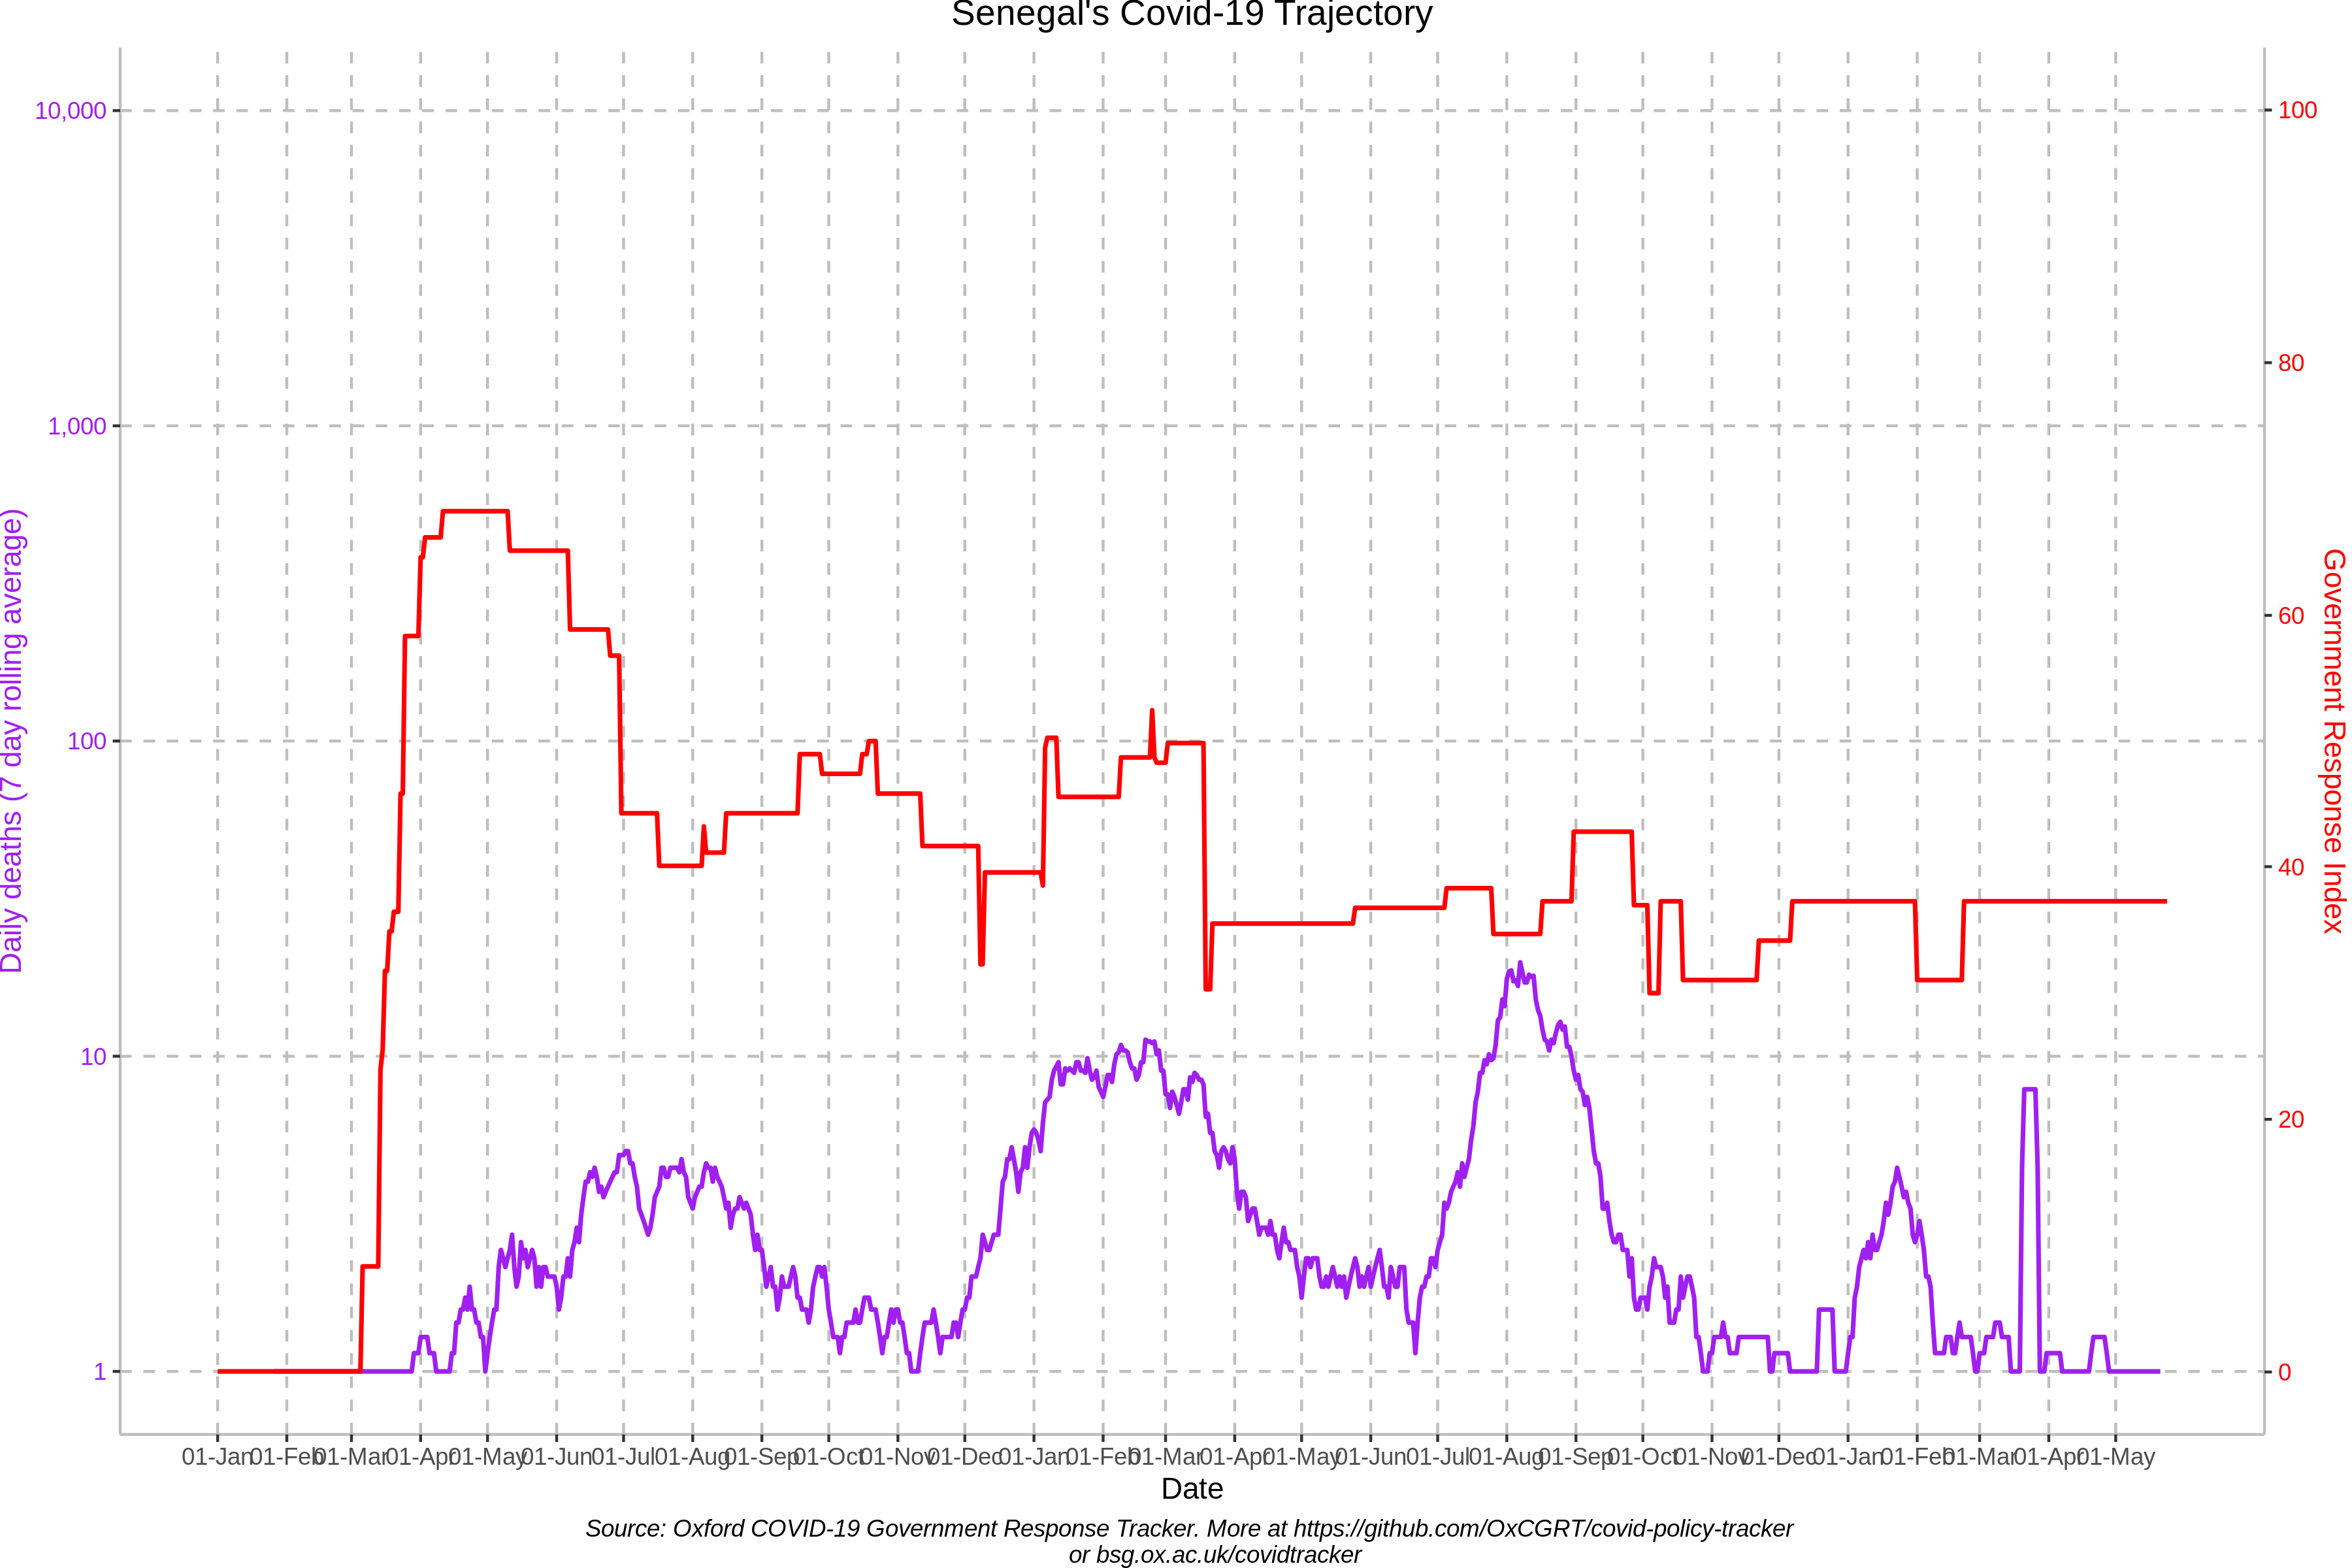 Senegal's Covid-19 Trajectory
10,000
1,000
100
10
1
Daily deaths (7 day rolling average)
100
80
60
40
20
0
Government Response Index
01-Jan 01-Feb 01-Mar 01-Apr 01-May 01-Jun 01-Jul 01-Aug 01-Sep 01-Oct 01-Nov 01-Dec 01-Jan 01-Feb 01-Mar 01-Apr 01-May 01-Jun 01-Jul 01-Aug 01-Sep 01-Oct 01-Nov 01-Dec 01-Jan 01-Feb 01-Mar 01-Apr 01-May
Date
Source: Oxford COVID-19 Government Response Tracker. More at https://github.com/OxCGRT/covid-policy-tracker
or bsg.ox.ac.uk/covidtracker